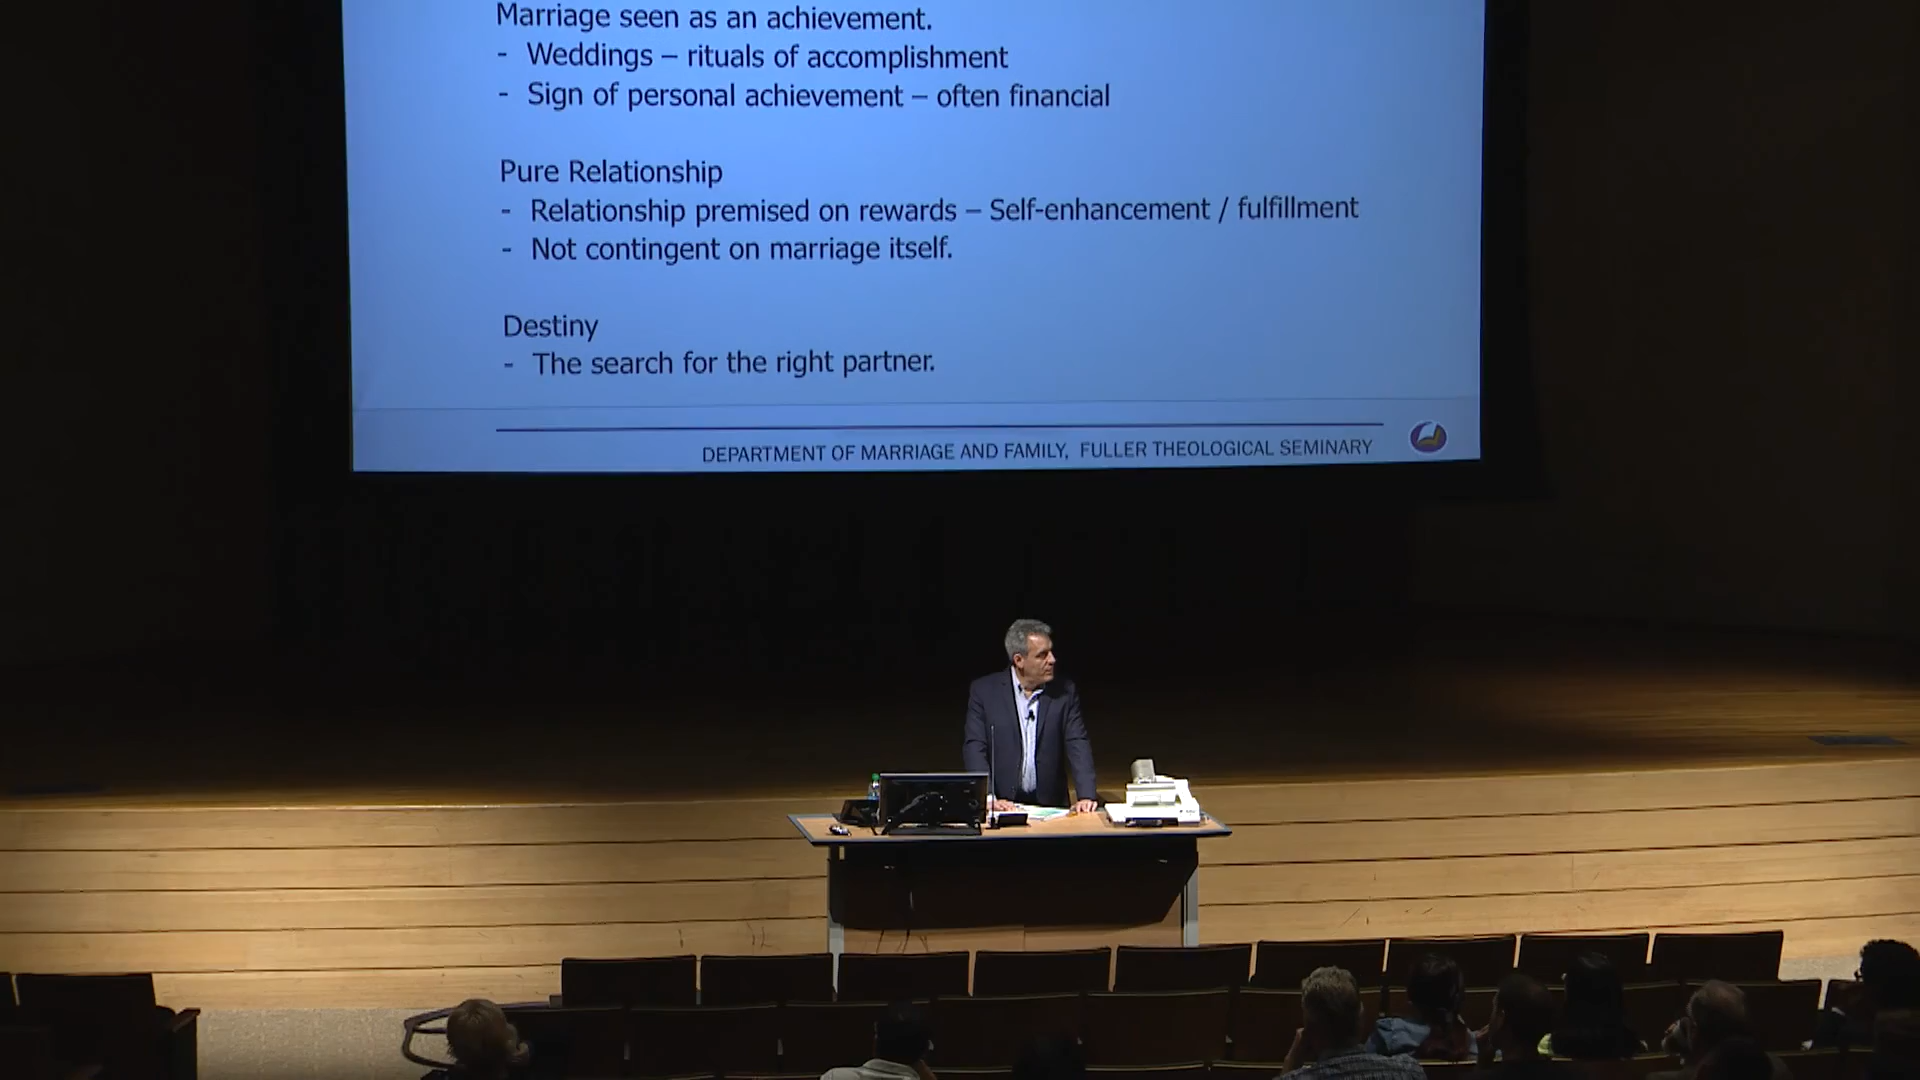 Marriage seen as an achievement.
- Weddings – rituals of accomplishment
- Sign of personal achievement – often financial
Pure Relationship
- Relationship premised on rewards – Self-enhancement / fulfillment
- Not contingent on marriage itself.
Destiny
- The search for the right partner.
DEPARTMENT OF MARRIAGE AND FAMILY, FULLER THEOLOGICAL SEMINARY